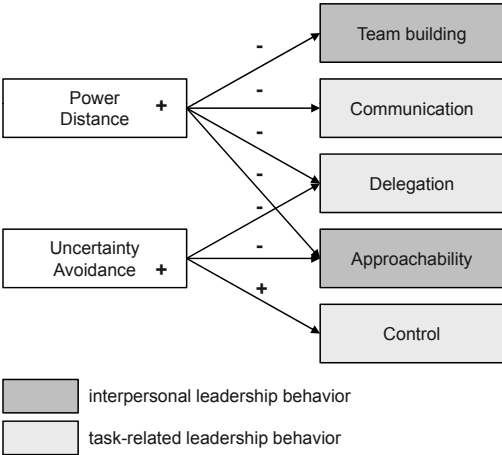 Team building
-
-
Power
Distance +
Communication
-
-
Delegation
-
Uncertainty
Avoidance +
-
Approachability
+
Control
interpersonal leadership behavior
task-related leadership behavior